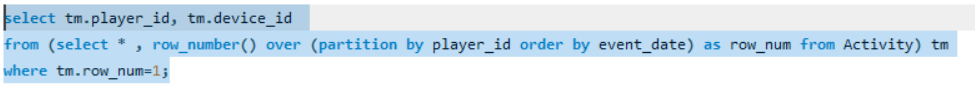 select tm.player_id, tm.device_id
from (select * , row_number() over (partition by player_id order by event_date) as row_num from Activity) tm
where tm.row_num=1;